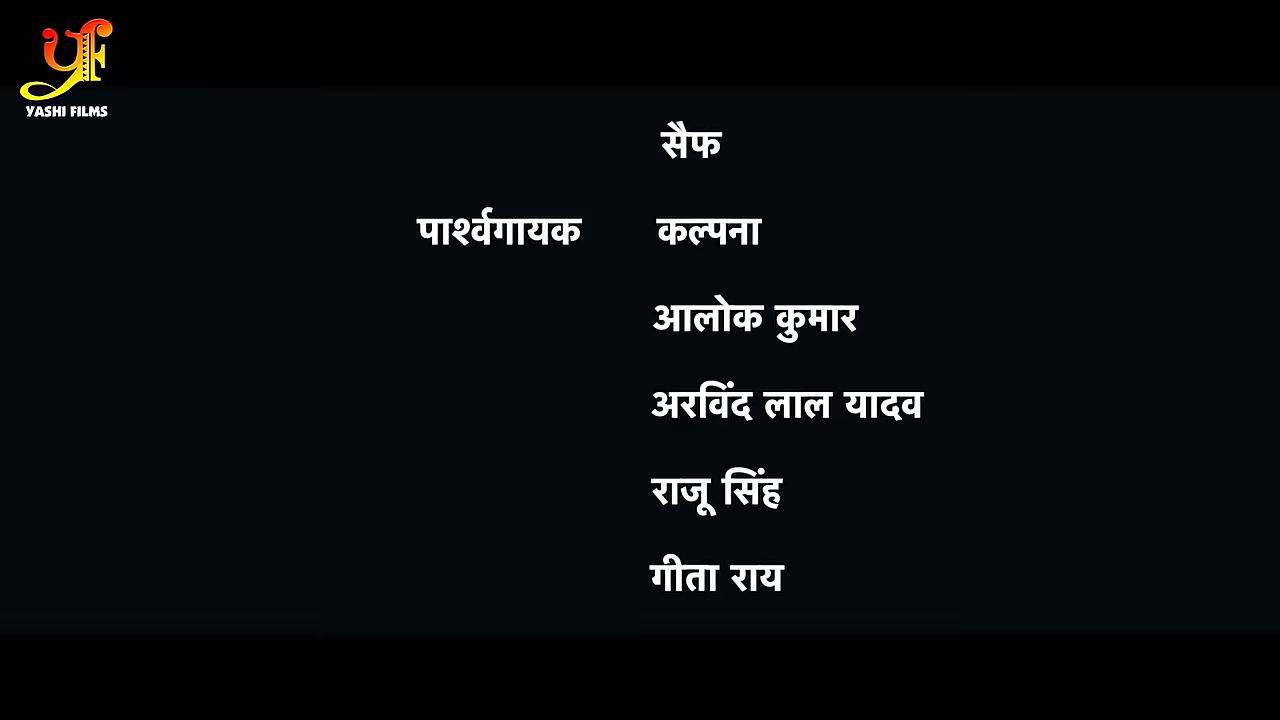 YASHI FILMS
सैफ
पार्श्वगायक कल्पना
आलोक कुमार
अरविंद लाल यादव
राजू सिंह
गीता राय